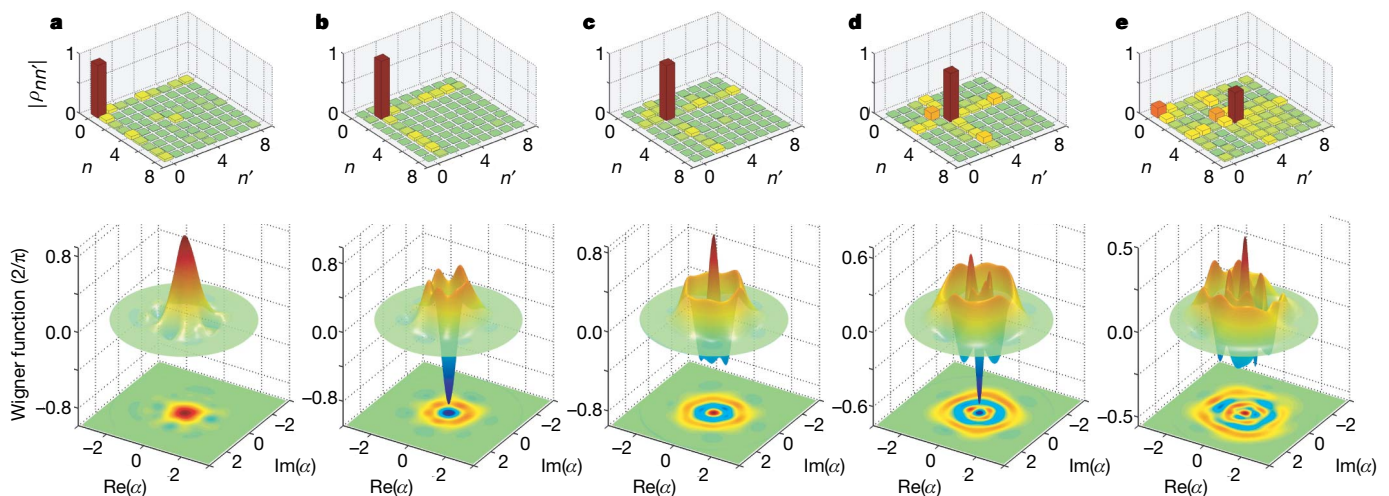 a b c d e
|ρnn′|
1 1 1 1 1
0 0 0 0 0
0 4 8 0 4 8
n n′
0 4 8 0 4 8
n n′
0 4 8 0 4 8
n n′
0 4 8 0 4 8
n n′
0 4 8 0 4 8
n n′
Wigner function (2/π)
0.8 0.8 0.8 0.6 0.5
0.0 0.0 0.0 0.0 0.0
−0.8 −0.8 −0.8 −0.6 −0.5
−2 0 2 2 0 −2
Re(α) Im(α)
−2 0 2 2 0 −2
Re(α) Im(α)
−2 0 2 2 0 −2
Re(α) Im(α)
−2 0 2 2 0 −2
Re(α) Im(α)
−2 0 2 2 0 −2
Re(α) Im(α)